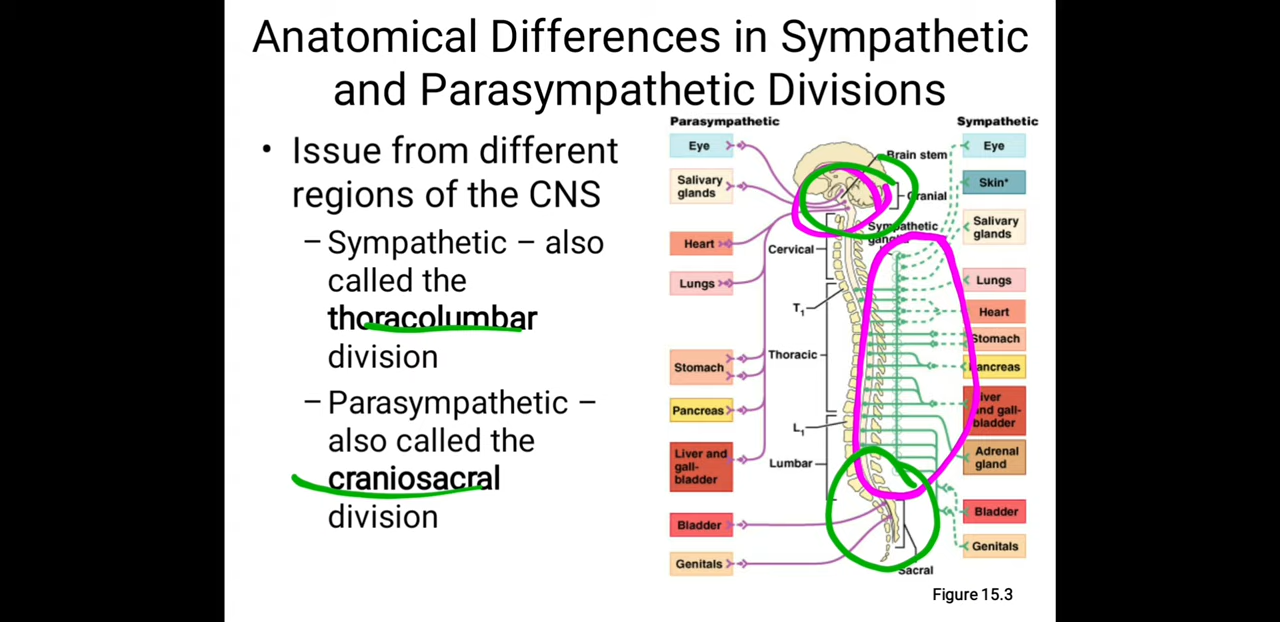 Anatomical Differences in Sympathetic
and Parasympathetic Divisions
• Issue from different
regions of the CNS
– Sympathetic – also
called the
thoracolumbar
division
– Parasympathetic –
also called the
craniosacral
division
Parasympathetic
Eye
Salivary
glands
Heart
Lungs
Stomach
Pancreas
Liver and
gall-
bladder
Bladder
Genitals
Brain stem
Cranial
Sympathetic
ganglia
Cervical
T1
Thoracic
L1
Lumbar
Sacral
Sympathetic
Eye
Skin*
Salivary
glands
Lungs
Heart
Stomach
Pancreas
Liver
and gall-
bladder
Adrenal
gland
Bladder
Genitals
Figure 15.3